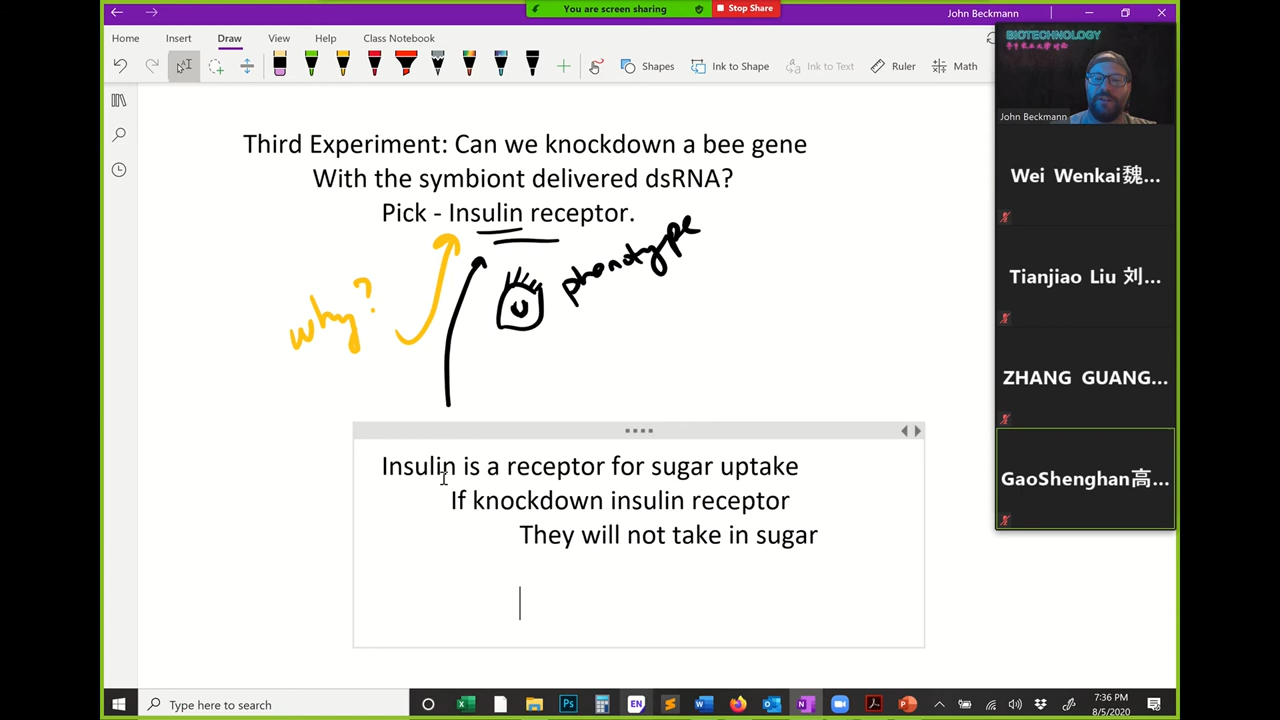 You are screen sharing
Stop Share
John Beckmann
Home Insert Draw View Help Class Notebook
Shapes Ink to Shape Ink to Text Ruler Math
Third Experiment: Can we knockdown a bee gene
With the symbiont delivered dsRNA?
Pick - Insulin receptor.
why?
phenotype
Insulin is a receptor for sugar uptake
If knockdown insulin receptor
They will not take in sugar
BIOTECHNOLOGY
John Beckmann
Wei Wenkai魏...
Tianjiao Liu 刘...
ZHANG GUANG...
GaoShenghan高...
Type here to search
EN
7:36 PM
8/5/2020